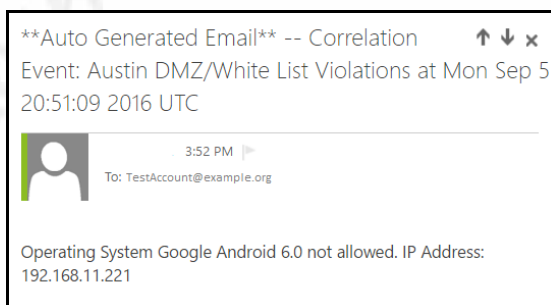 **Auto Generated Email** -- Correlation
Event: Austin DMZ/White List Violations at Mon Sep 5
20:51:09 2016 UTC
3:52 PM
To: TestAccount@example.org
Operating System Google Android 6.0 not allowed. IP Address:
192.168.11.221